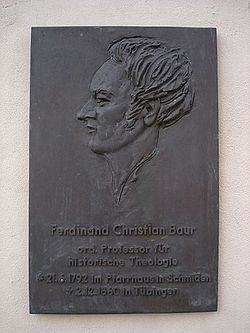 Ferdinand Christian Baur
ord. Professor für
historische Theologie
* 21.6.1792 im Pfarrhaus in Schmiden
+ 2.12.1860 in Tübingen